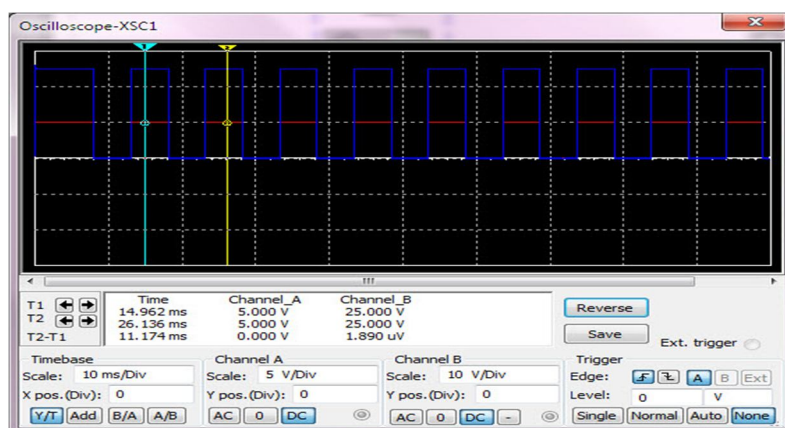 Oscilloscope-XSC1
Time Channel_A Channel_B
T1 14.962 ms 5.000 V 25.000 V
T2 26.136 ms 5.000 V 25.000 V
T2-T1 11.174 ms 0.000 V 1.890 uV
Reverse
Save
Ext. trigger
Timebase
Scale: 10 ms/Div
X pos.(Div): 0
Y/T Add B/A A/B
Channel A
Scale: 5 V/Div
Y pos.(Div): 0
AC 0 DC
Channel B
Scale: 10 V/Div
Y pos.(Div): 0
AC 0 DC -
Trigger
Edge: A B Ext
Level: 0 V
Single Normal Auto None